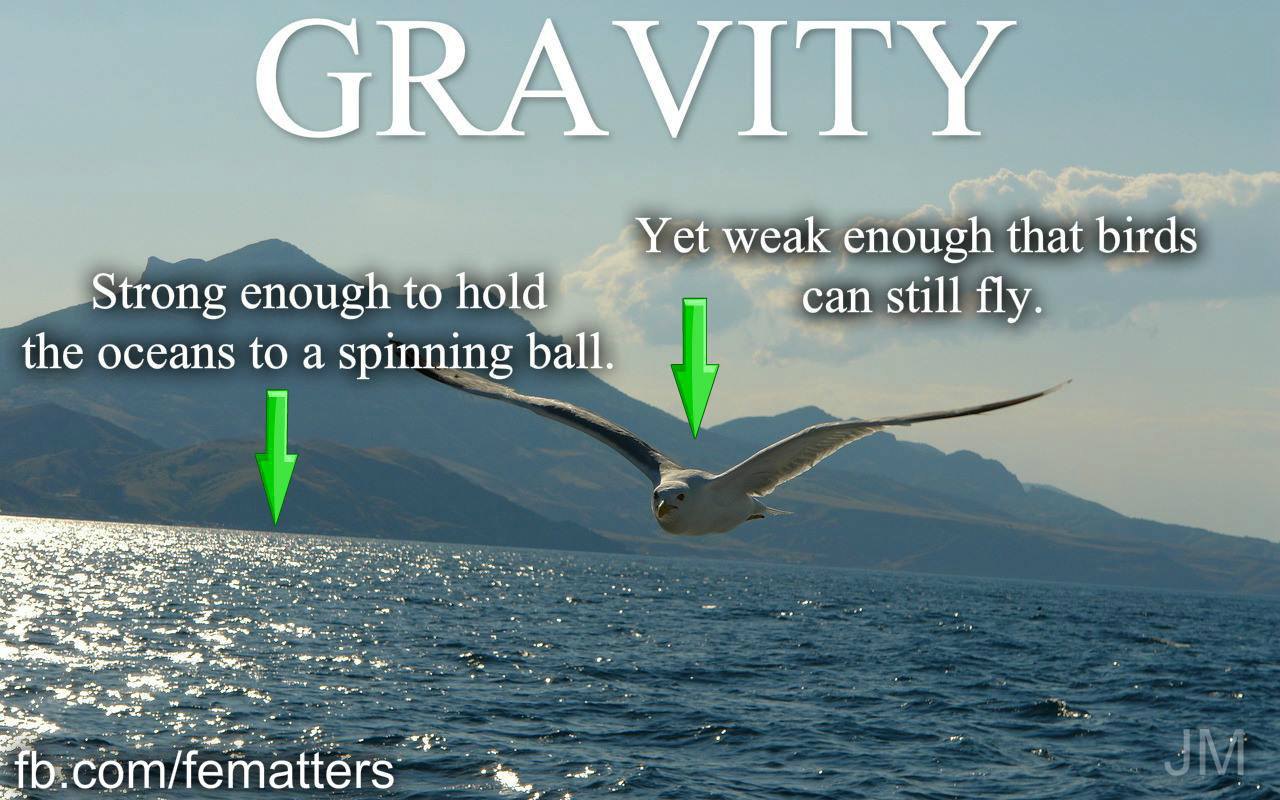 GRAVITY
Strong enough to hold
the oceans to a spinning ball.
Yet weak enough that birds
can still fly.
fb.com/fematters
JM